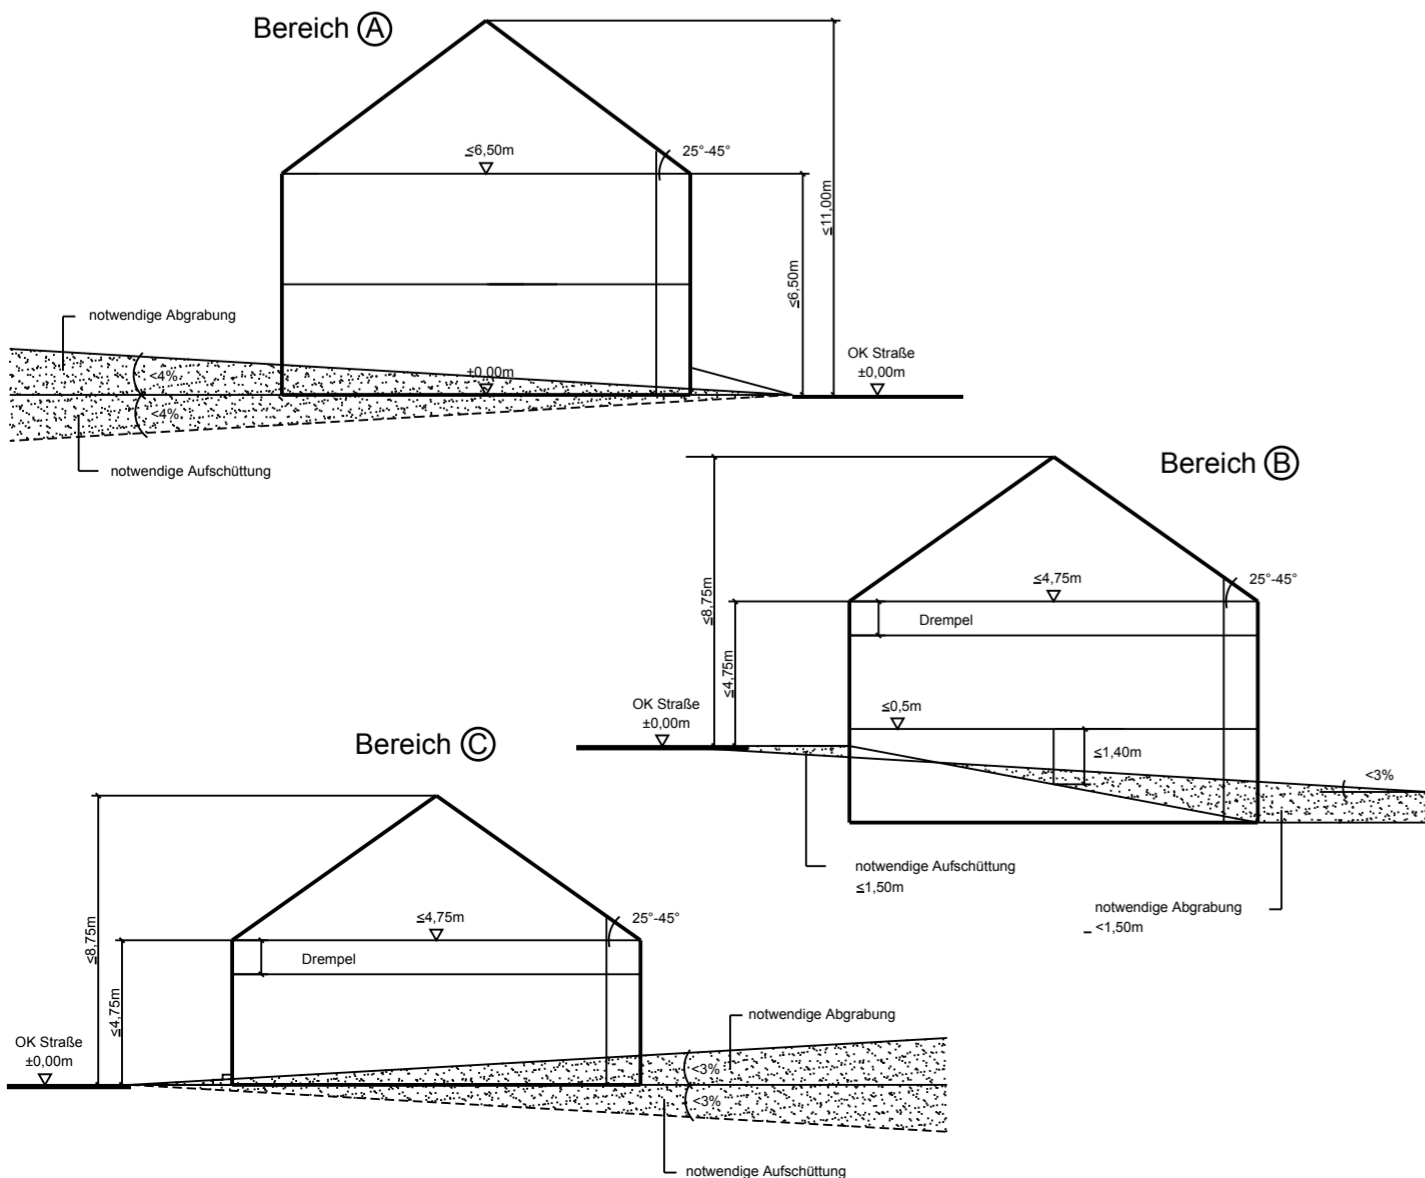 Bereich A
≤6,50m
25°-45°
≤11,00m
≤6,50m
notwendige Abgrabung
<4%
±0,00m
<4%
OK Straße
±0,00m
notwendige Aufschüttung
Bereich B
≤8,75m
≤4,75m
25°-45°
Drempel
≤4,75m
OK Straße
±0,00m
≤0,5m
≤1,40m
<3%
notwendige Aufschüttung
≤1,50m
notwendige Abgrabung
_ <1,50m
Bereich C
≤8,75m
≤4,75m
25°-45°
Drempel
≤4,75m
OK Straße
±0,00m
notwendige Abgrabung
<3%
<3%
notwendige Aufschüttung